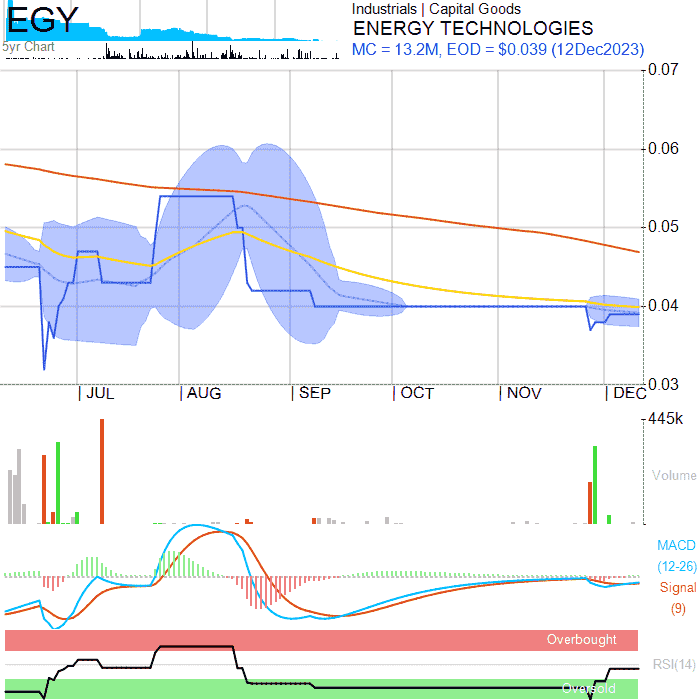 EGY
5yr Chart
Industrials | Capital Goods
ENERGY TECHNOLOGIES
MC = 13.2M, EOD = $0.039 (12Dec2023)
0.07
0.06
0.05
0.04
0.03
JUL AUG SEP OCT NOV DEC
445k
Volume
MACD
(12-26)
Signal
(9)
Overbought
RSI(14)
Oversold